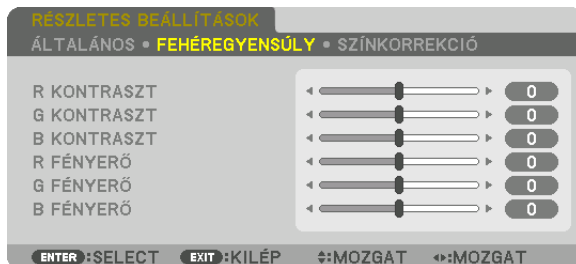 RÉSZLETES BEÁLLÍTÁSOK
ÁLTALÁNOS • FEHÉREGYENSÚLY • SZÍNKORREKCIÓ
R KONTRASZT 0
G KONTRASZT 0
B KONTRASZT 0
R FÉNYERŐ 0
G FÉNYERŐ 0
B FÉNYERŐ 0
ENTER:SELECT EXIT:KILÉP :MOZGAT :MOZGAT